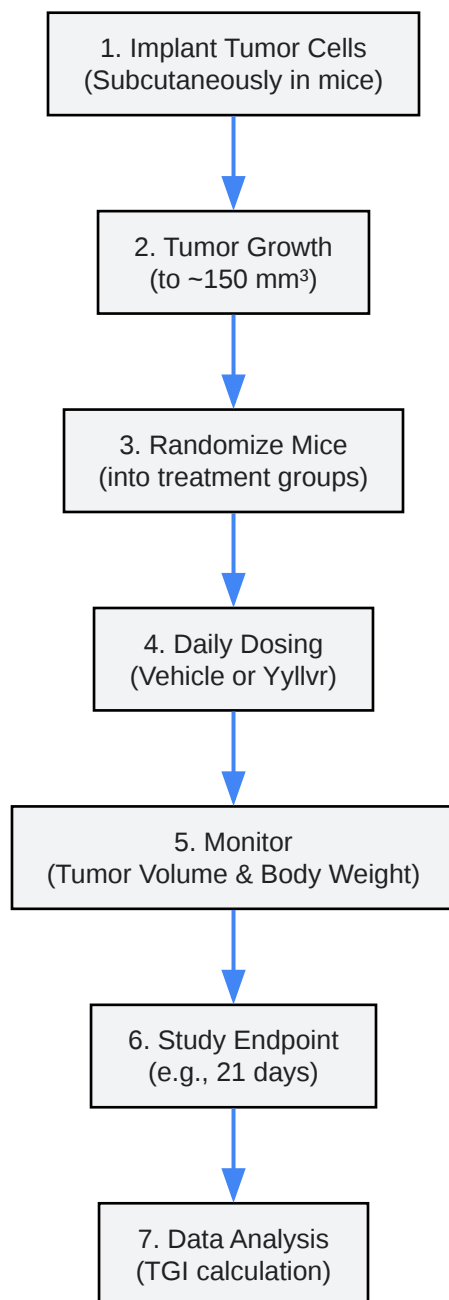 1. Implant Tumor Cells
(Subcutaneously in mice)
2. Tumor Growth
(to ~150 mm³)
3. Randomize Mice
(into treatment groups)
4. Daily Dosing
(Vehicle or Yyllvr)
5. Monitor
(Tumor Volume & Body Weight)
6. Study Endpoint
(e.g., 21 days)
7. Data Analysis
(TGI calculation)